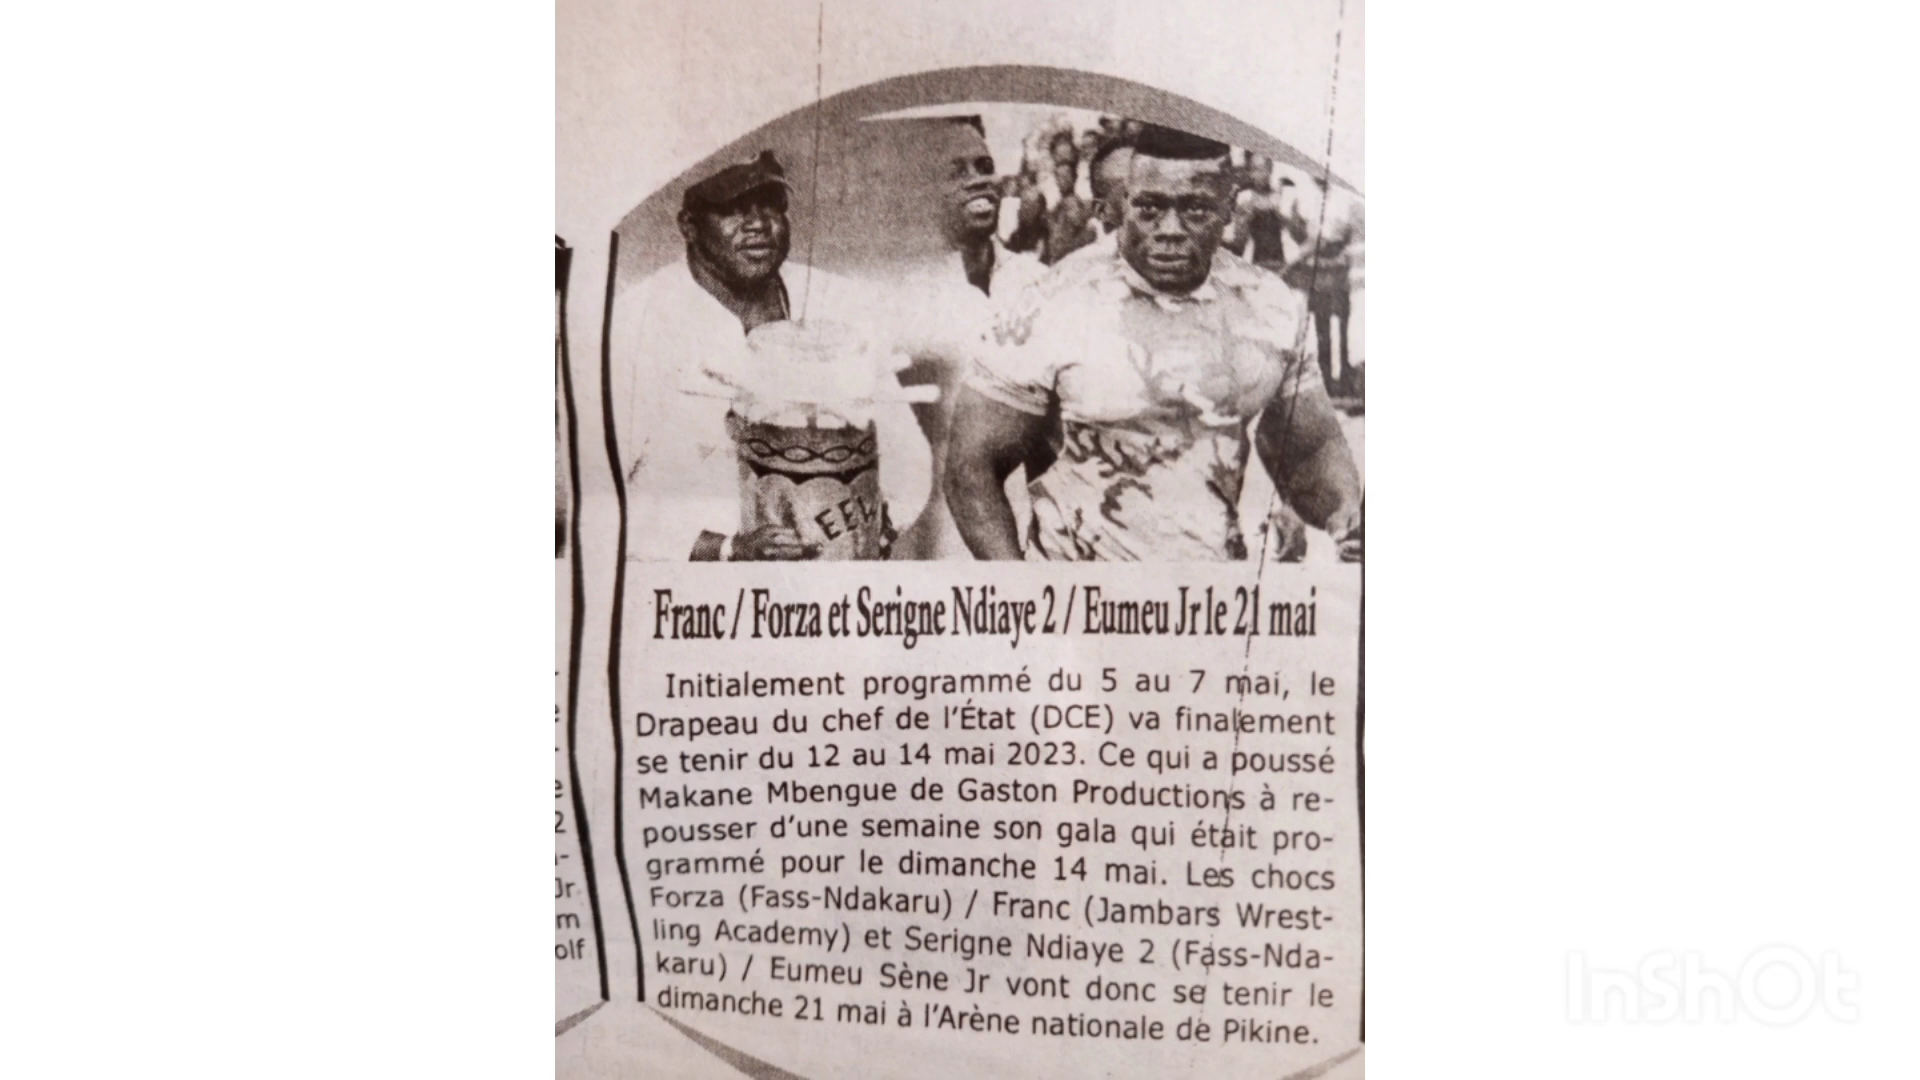 EEW
Franc / Forza et Serigne Ndiaye 2 / Eumeu Jr le 21 mai
Initialement programmé du 5 au 7 mai, le
Drapeau du chef de l'État (DCE) va finalement
se tenir du 12 au 14 mai 2023. Ce qui a poussé
Makane Mbengue de Gaston Productions à re-
pousser d'une semaine son gala qui était pro-
grammé pour le dimanche 14 mai. Les chocs
Forza (Fass-Ndakaru) / Franc (Jambars Wrest-
ling Academy) et Serigne Ndiaye 2 (Fass-Nda-
karu) / Eumeu Sène Jr vont donc se tenir le
dimanche 21 mai à l'Arène nationale de Pikine.
2
Jr
m
olf
InShOt